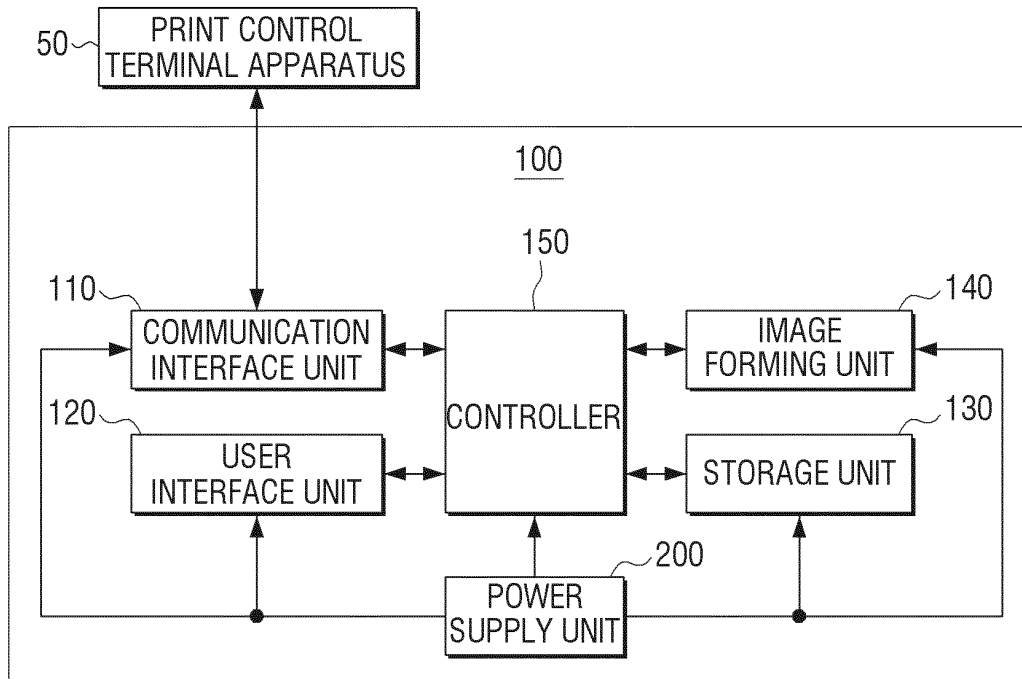 50
PRINT CONTROL
TERMINAL APPARATUS
100
150
110
COMMUNICATION
INTERFACE UNIT
140
IMAGE
FORMING UNIT
CONTROLLER
120
USER
INTERFACE UNIT
130
STORAGE UNIT
200
POWER
SUPPLY UNIT